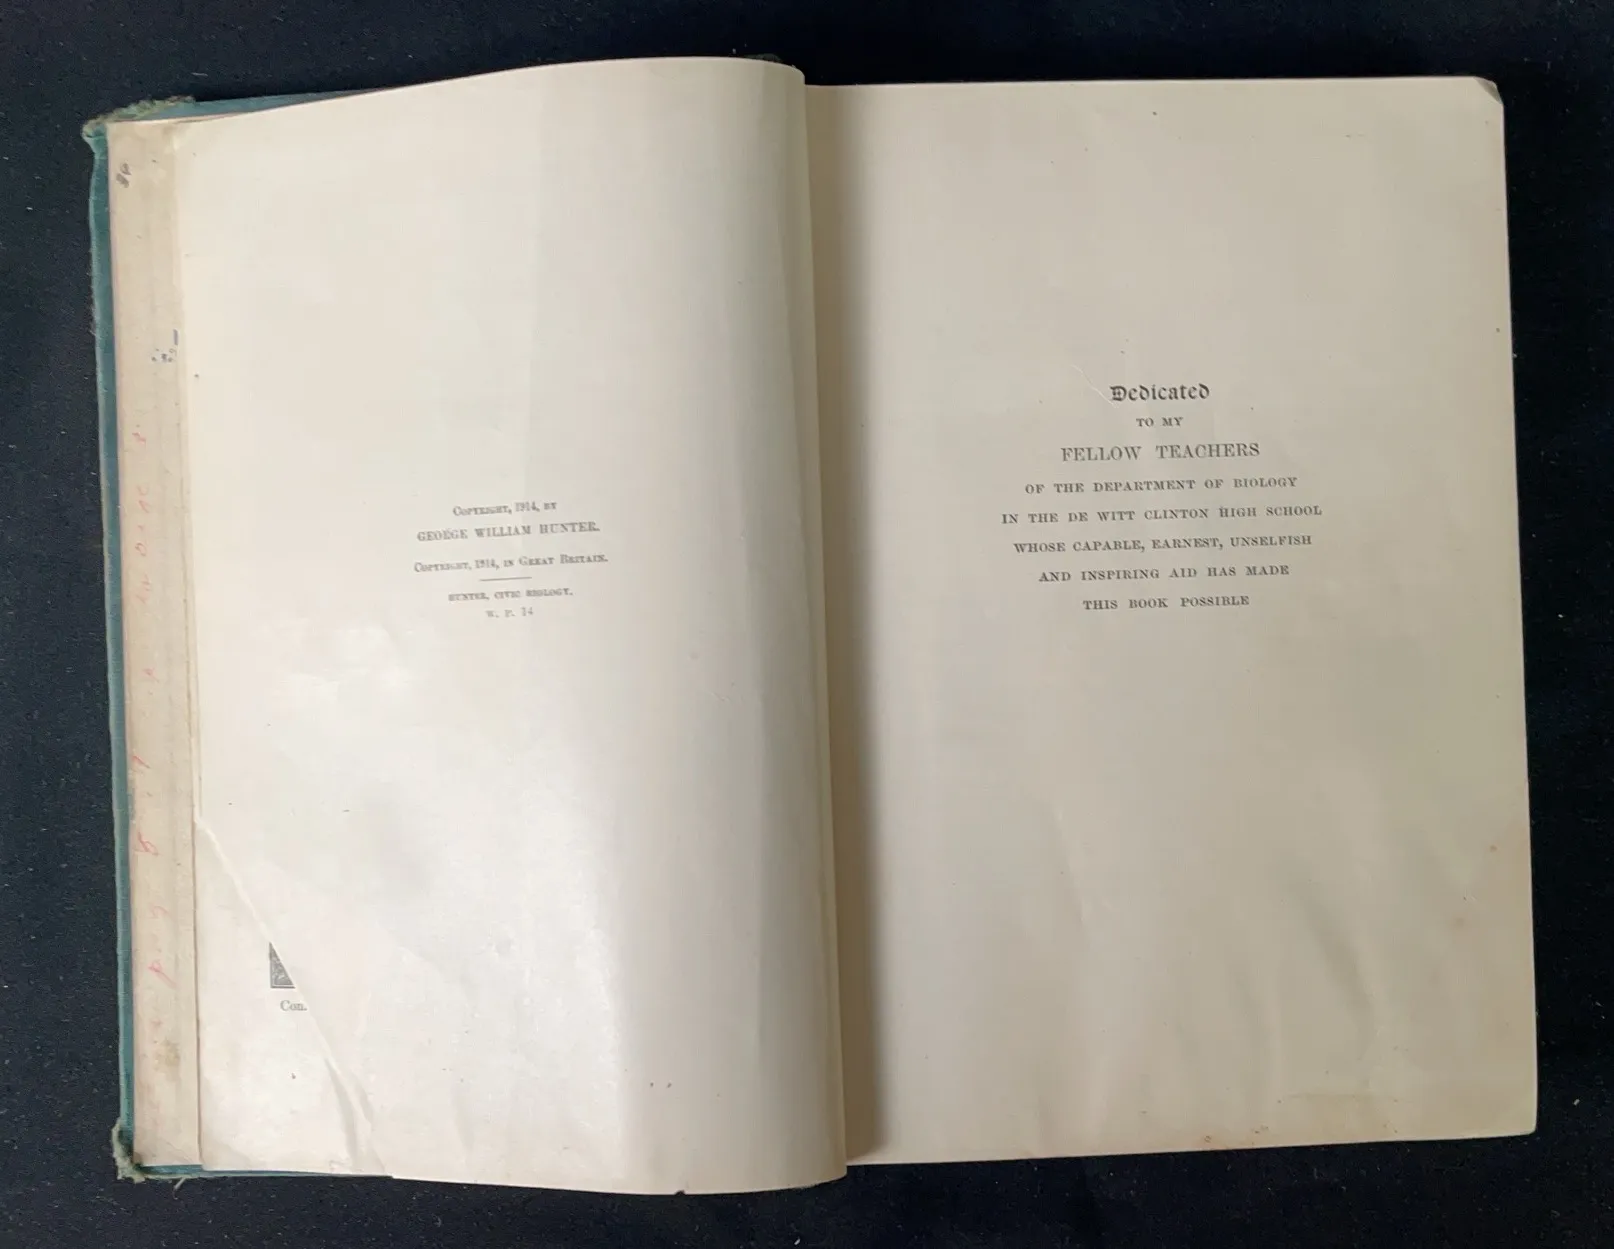 Copyright, 1914, by
GEORGE WILLIAM HUNTER.
Copyright, 1914, in Great Britain.
HUNTER, CIVIC BIOLOGY.
W. P. 14
Con.
Dedicated
TO MY
FELLOW TEACHERS
OF THE DEPARTMENT OF BIOLOGY
IN THE DE WITT CLINTON HIGH SCHOOL
WHOSE CAPABLE, EARNEST, UNSELFISH
AND INSPIRING AID HAS MADE
THIS BOOK POSSIBLE